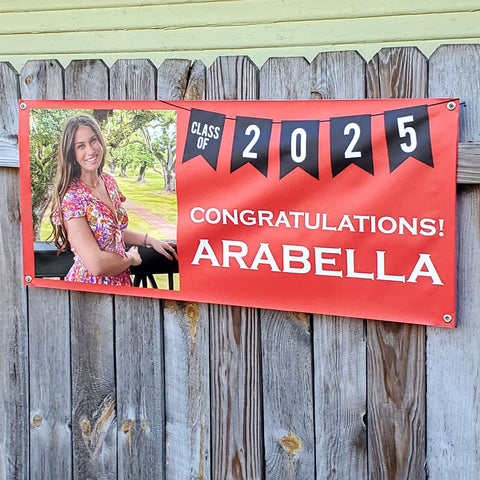 CLASS
OF
2025
CONGRATULATIONS!
ARABELLA